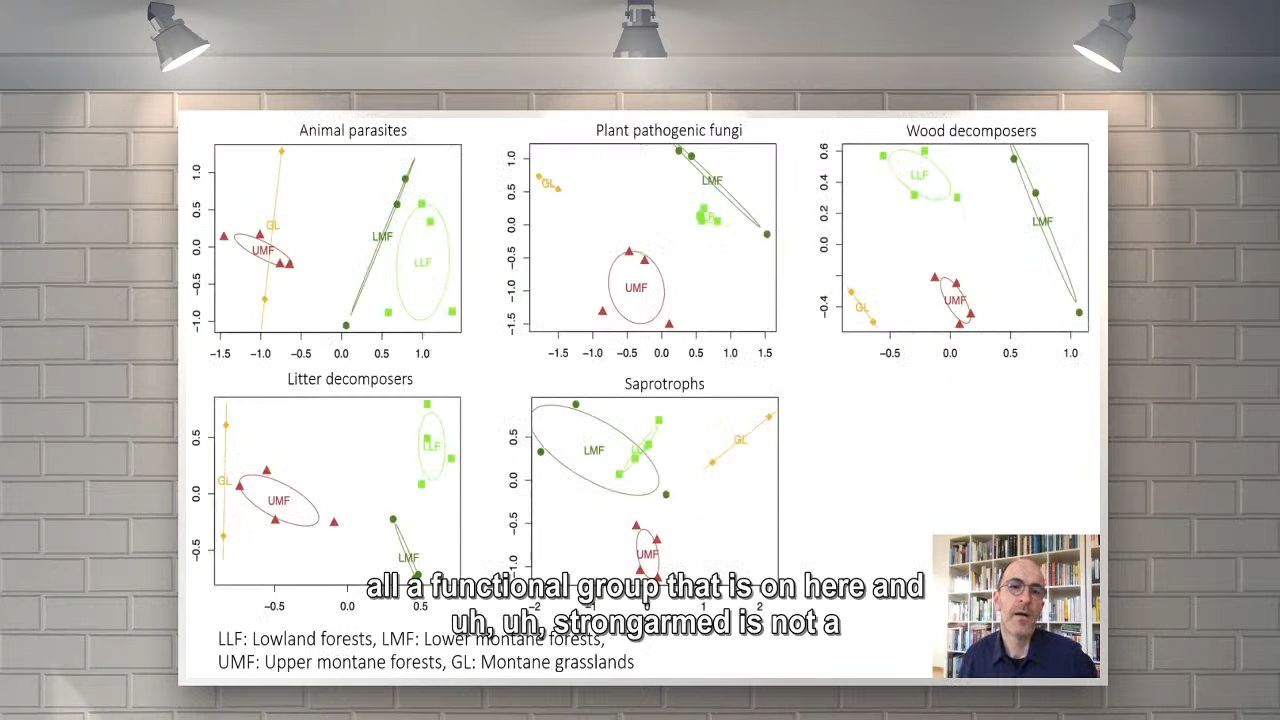 Animal parasites
Plant pathogenic fungi
Wood decomposers
1.0
0.5
0.0
−0.5
−1.0
GL
UMF
LMF
LLF
−1.5 −1.0 −0.5 0.0 0.5 1.0
1.0
0.5
0.0
−0.5
−1.0
−1.5
GL
LMF
UMF
−1.5 −1.0 −0.5 0.0 0.5 1.0 1.5
0.6
0.4
0.2
0.0
−0.4
LLF
LMF
UMF
GL
−0.5 0.0 0.5 1.0
Litter decomposers
Saprotrophs
0.5
0.0
−0.5
GL
UMF
LLF
LMF
−0.5 0.0 0.5
0.5
0.0
−0.5
LMF
GL
UMF
1 2
all a functional group that is on here and
uh, uh, strongarmed is not a
LLF: Lowland forests, LMF: Lower montane forests,
UMF: Upper montane forests, GL: Montane grasslands